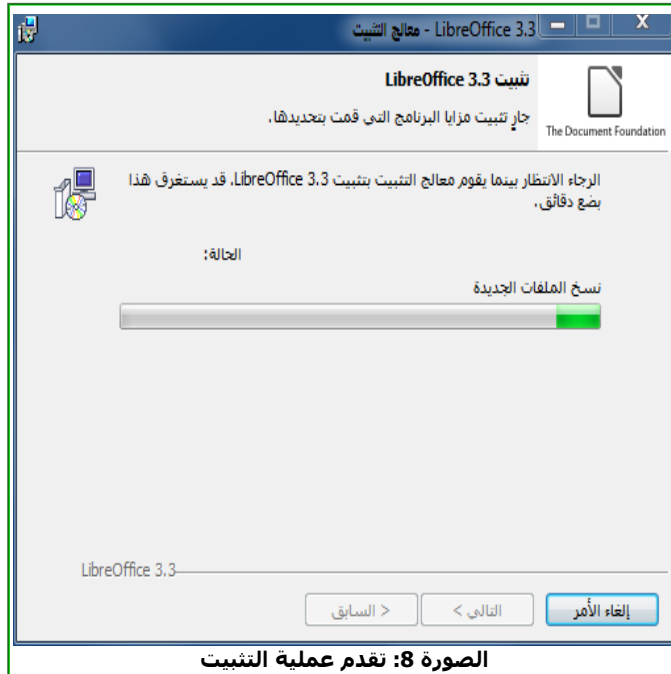 LibreOffice 3.3 - معالج التثبيت
تثبيت LibreOffice 3.3
جارٍ تثبيت مزايا البرنامج التي قمت بتحديدها.
The Document Foundation
الرجاء الانتظار بينما يقوم معالج التثبيت بتثبيت LibreOffice 3.3. قد يستغرق هذا
بضع دقائق.
الحالة:
نسخ الملفات الجديدة
LibreOffice 3.3
إلغاء الأمر
التالي >
< السابق
الصورة 8: تقدم عملية التثبيت